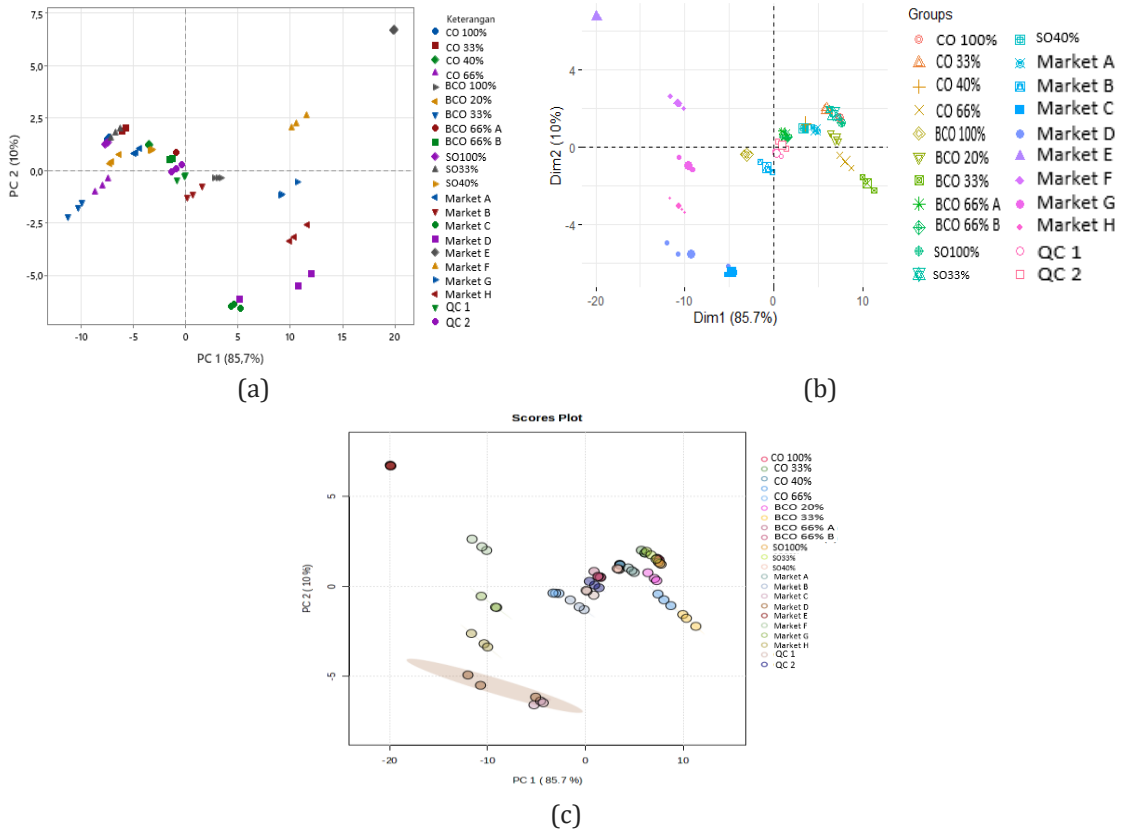 7,5
5,0
2,5
0,0
-2,5
-5,0
PC 2 (10%)
-10
-5
0
5
10
15
20
PC 1 (85,7%)
Keterangan
CO 100%
CO 33%
CO 40%
CO 66%
BCO 100%
BCO 20%
BCO 33%
BCO 66% A
BCO 66% B
SO100%
SO33%
SO40%
Market A
Market B
Market C
Market D
Market E
Market F
Market G
Market H
QC 1
QC 2
(a)
4
0
-4
Dim2 (10%)
-20
-10
0
10
Dim1 (85.7%)
Groups
CO 100%
CO 33%
CO 40%
CO 66%
BCO 100%
BCO 20%
BCO 33%
BCO 66% A
BCO 66% B
SO100%
SO33%
SO40%
Market A
Market B
Market C
Market D
Market E
Market F
Market G
Market H
QC 1
QC 2
(b)
Scores Plot
5
0
-5
PC 2 ( 10 %)
-20
-10
0
10
PC 1 ( 85.7 %)
CO 100%
CO 33%
CO 40%
CO 66%
BCO 20%
BCO 33%
BCO 66% A
BCO 66% B
SO100%
SO33%
SO40%
Market A
Market B
Market C
Market D
Market E
Market F
Market G
Market H
QC 1
QC 2
(c)